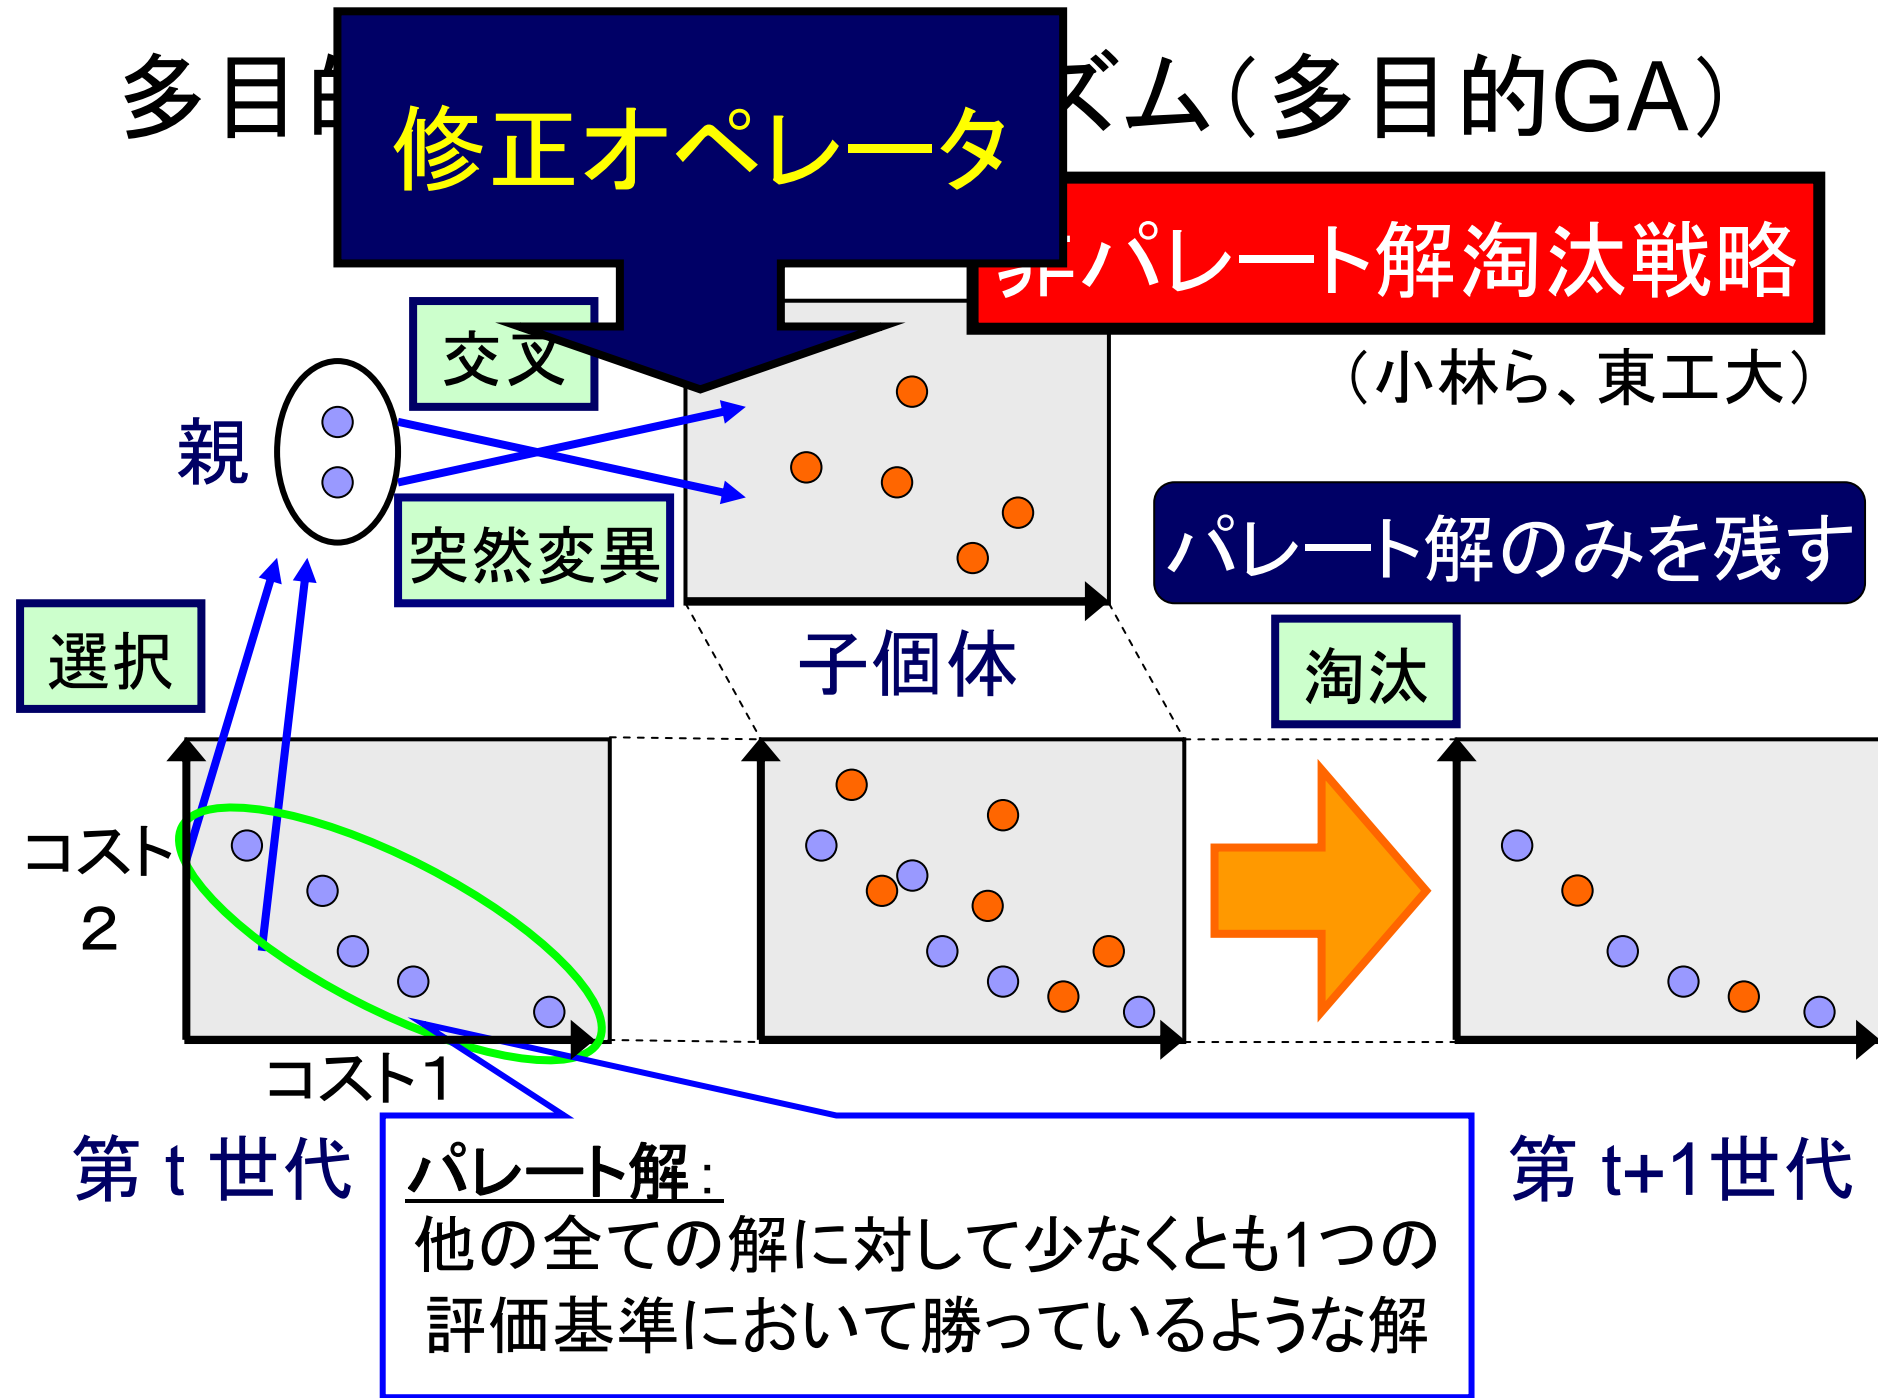 多目的 ズム（多目的GA）
修正オペレータ
非パレート解淘汰戦略
（小林ら、東工大）
交叉
親
突然変異
パレート解のみを残す
選択
子個体
淘汰
コスト
２
コスト1
第 t 世代
第 t+1世代
パレート解：
他の全ての解に対して少なくとも1つの
評価基準において勝っているような解